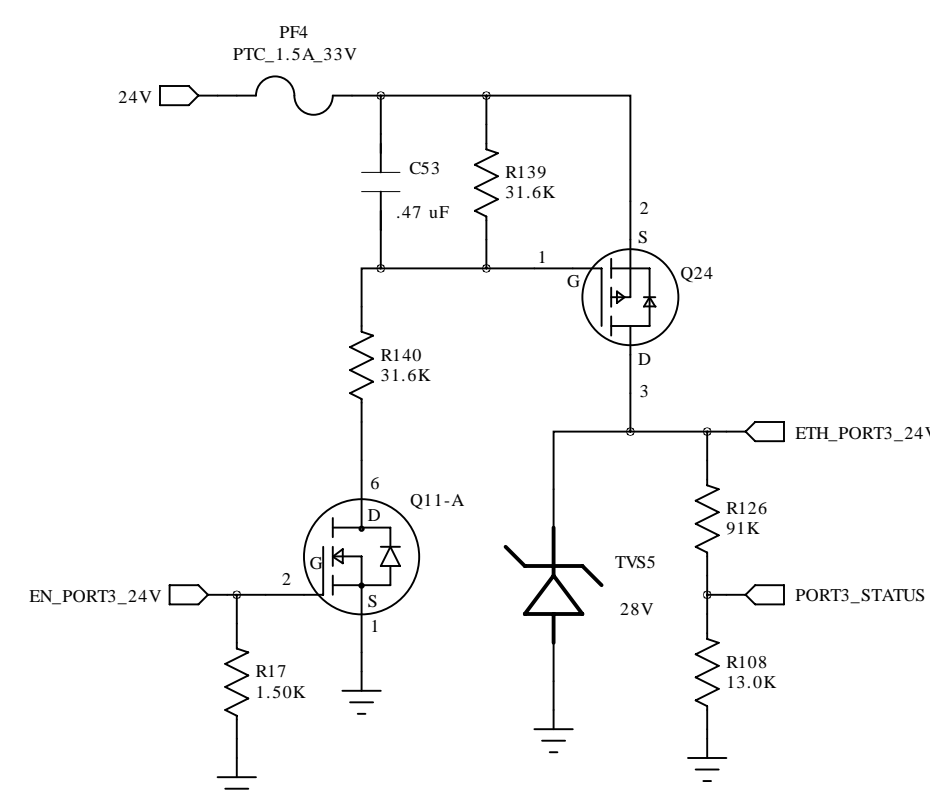 PF4
PTC_1.5A_33V
24V
C53
.47 uF
R139
31.6K
2
S
1
G
Q24
D
3
R140
31.6K
ETH_PORT3_24V
6
Q11-A
D
G
2
S
1
EN_PORT3_24V
R126
91K
TVS5
28V
PORT3_STATUS
R17
1.50K
R108
13.0K